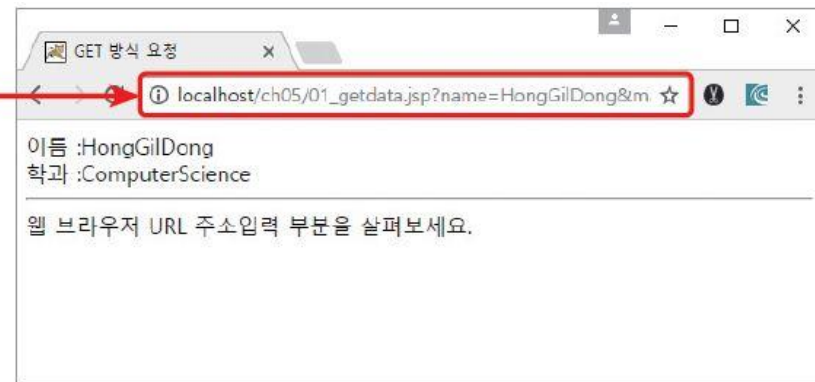 GET 방식 요청
localhost/ch05/01_getdata.jsp?name=HongGilDong&m
이름 :HongGilDong
학과 :ComputerScience
웹 브라우저 URL 주소입력 부분을 살펴보세요.